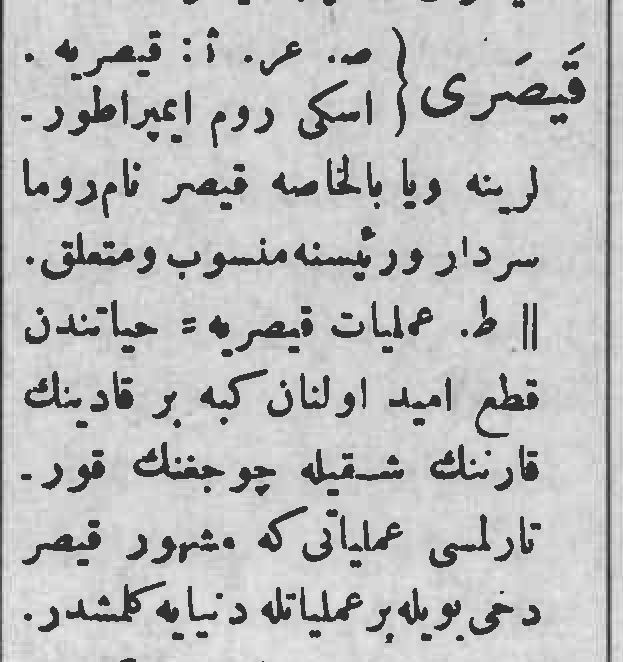 قَيصَرى { ص. عر. أ: قيصريه.
اسكى روم ايمپراطور-
لرينه ويا بالخاصه قيصر نام روما
سردار ورئيسنه منسوب ومتعلق.
|| ط. عمليات قيصريه = حياتندن
قطع اميد اولنان كبه بر قادينك
قارننك شقيله چوجغنك قور-
تارلمسى عملياتى كه مشهور قيصر
دخى بويله بر عملياتله دنيايه كلمشدر.